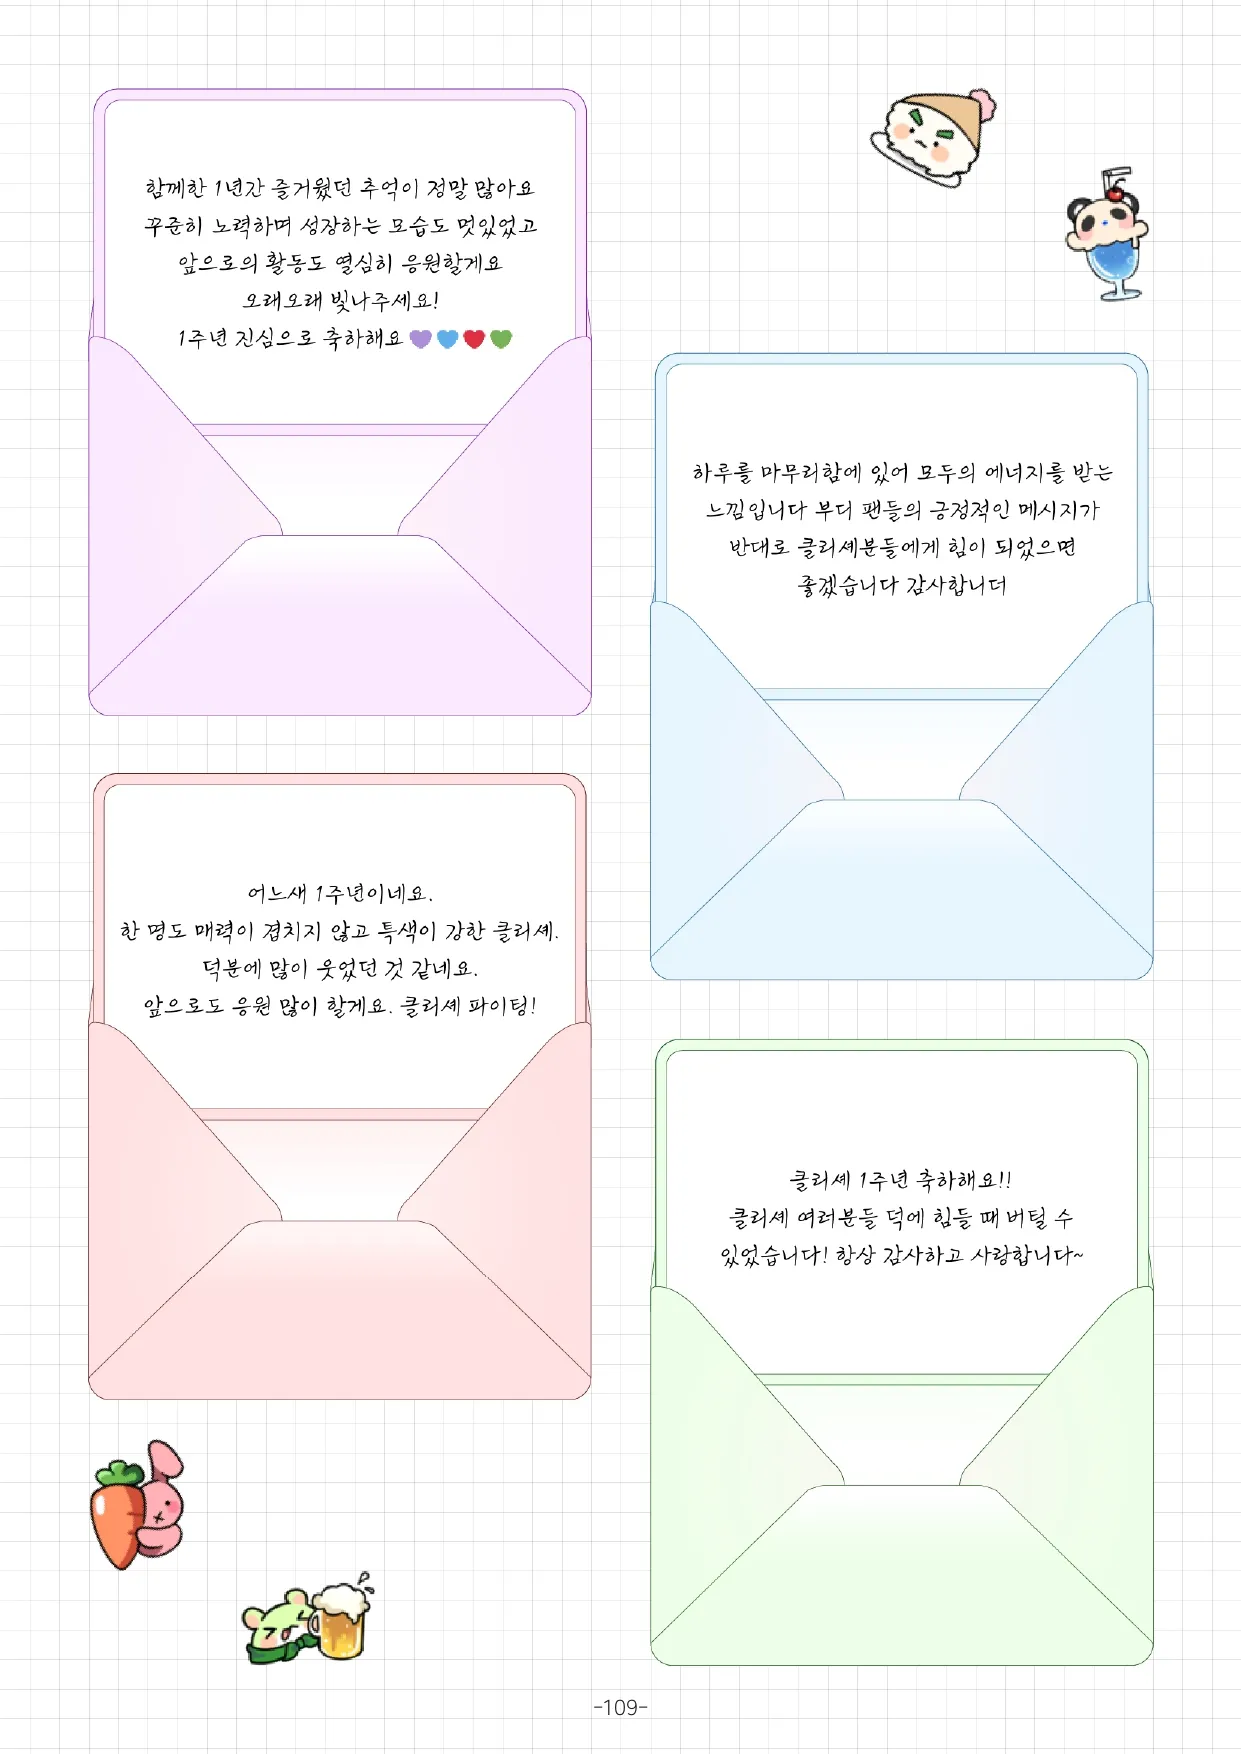 함께한 1년간 즐거웠던 추억이 정말 많아요
꾸준히 노력하며 성장하는 모습도 멋있었고
앞으로의 활동도 열심히 응원할게요
오래오래 빛나주세요!
1주년 진심으로 축하해요 💜💙❤️💚
하루를 마무리함에 있어 모두의 에너지를 받는
느낌입니다 부디 팬들의 긍정적인 메시지가
반대로 클리셰분들에게 힘이 되었으면
좋겠습니다 감사합니더
어느새 1주년이네요.
한 명도 매력이 겹치지 않고 특색이 강한 클리셰.
덕분에 많이 웃었던 것 같네요.
앞으로도 응원 많이 할게요. 클리셰 파이팅!
클리셰 1주년 축하해요!!
클리셰 여러분들 덕에 힘들 때 버틸 수
있었습니다! 항상 감사하고 사랑합니다~
-109-